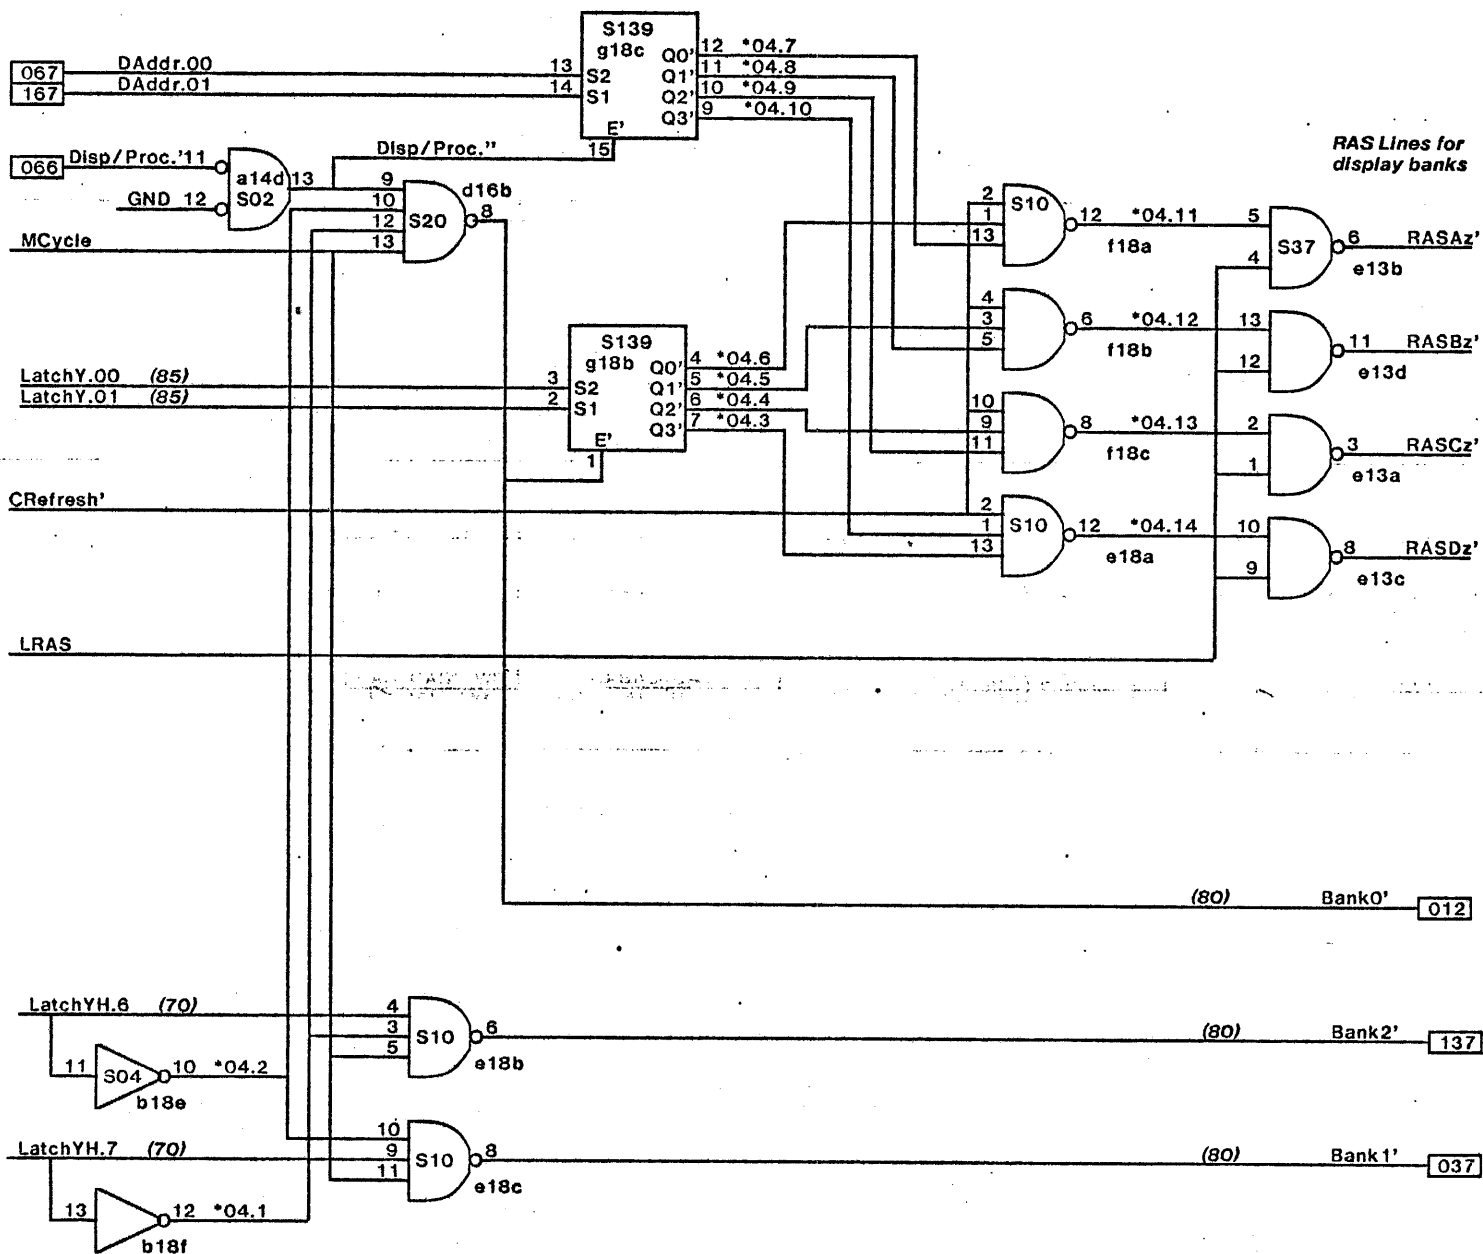 S139
g18c
12 *04.7
Q0'
067 DAddr.00 13 S2
11 *04.8
Q1'
167 DAddr.01 14 S1
10 *04.9
Q2'
9 *04.10
Q3'
E'
15
RAS Lines for
display banks
066 Disp/Proc.'11
Disp/Proc.''
a14d 13
S02
GND 12
9
10
12
13
S20
d16b
8
MCycle
2
1
13
S10
12 *04.11
f18a
5
4
S37
6 RASAz'
e13b
4
3
5
6 *04.12
f18b
13
12
11 RASBz'
e13d
S139
g18b
Q0' 4 *04.6
LatchY.00 (85) 3 S2
Q1' 5 *04.5
LatchY.01 (85) 2 S1
Q2' 6 *04.4
Q3' 7 *04.3
E'
1
10
9
11
8 *04.13
f18c
2
1
3 RASCz'
e13a
CRefresh'
2
1
13
S10
12 *04.14
e18a
10
9
8 RASDz'
e13c
LRAS
(80) Bank0' 012
LatchYH.6 (70)
4
3
5
S10
6
e18b
(80) Bank2' 137
11 S04 10 *04.2
b18e
LatchYH.7 (70)
10
9
11
S10
8
e18c
(80) Bank1' 037
13 12 *04.1
b18f